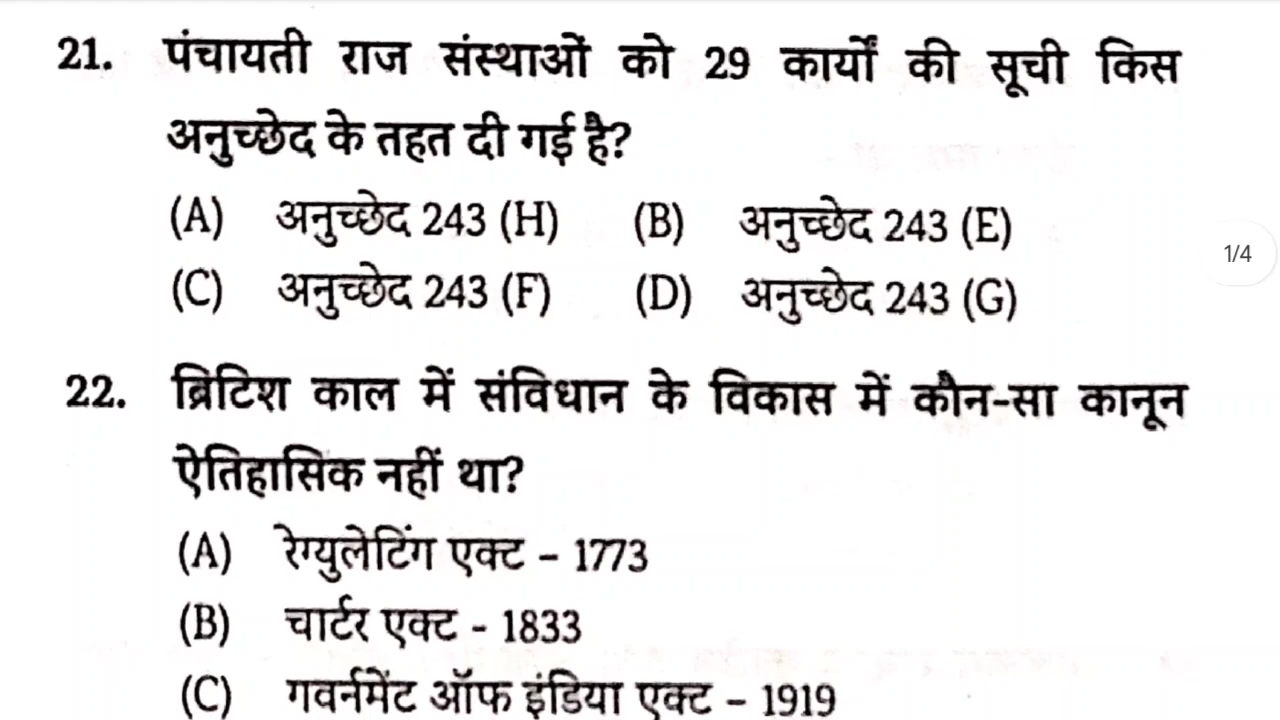 21. पंचायती राज संस्थाओं को 29 कार्यों की सूची किस
अनुच्छेद के तहत दी गई है?
(A) अनुच्छेद 243 (H) (B) अनुच्छेद 243 (E)
(C) अनुच्छेद 243 (F) (D) अनुच्छेद 243 (G)
1/4
22. ब्रिटिश काल में संविधान के विकास में कौन-सा कानून
ऐतिहासिक नहीं था?
(A) रेग्युलेटिंग एक्ट – 1773
(B) चार्टर एक्ट - 1833
(C) गवर्नमेंट ऑफ इंडिया एक्ट – 1919